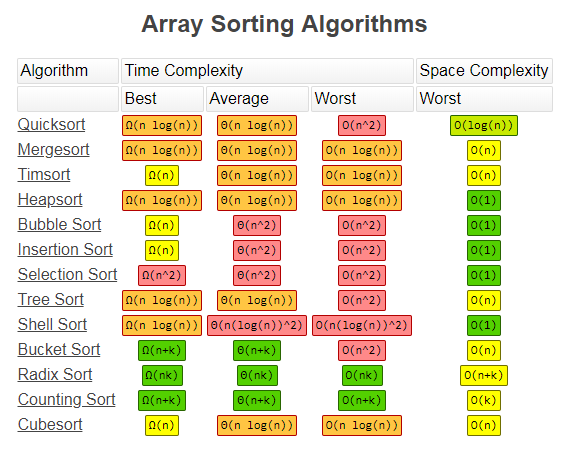 Array Sorting Algorithms
Algorithm Time Complexity Space Complexity
Best Average Worst Worst
Quicksort Ω(n log(n)) Θ(n log(n)) O(n^2) O(log(n))
Mergesort Ω(n log(n)) Θ(n log(n)) O(n log(n)) O(n)
Timsort Ω(n) Θ(n log(n)) O(n log(n)) O(n)
Heapsort Ω(n log(n)) Θ(n log(n)) O(n log(n)) O(1)
Bubble Sort Ω(n) Θ(n^2) O(n^2) O(1)
Insertion Sort Ω(n) Θ(n^2) O(n^2) O(1)
Selection Sort Ω(n^2) Θ(n^2) O(n^2) O(1)
Tree Sort Ω(n log(n)) Θ(n log(n)) O(n^2) O(n)
Shell Sort Ω(n log(n)) Θ(n(log(n))^2) O(n(log(n))^2) O(1)
Bucket Sort Ω(n+k) Θ(n+k) O(n^2) O(n)
Radix Sort Ω(nk) Θ(nk) O(nk) O(n+k)
Counting Sort Ω(n+k) Θ(n+k) O(n+k) O(k)
Cubesort Ω(n) Θ(n log(n)) O(n log(n)) O(n)